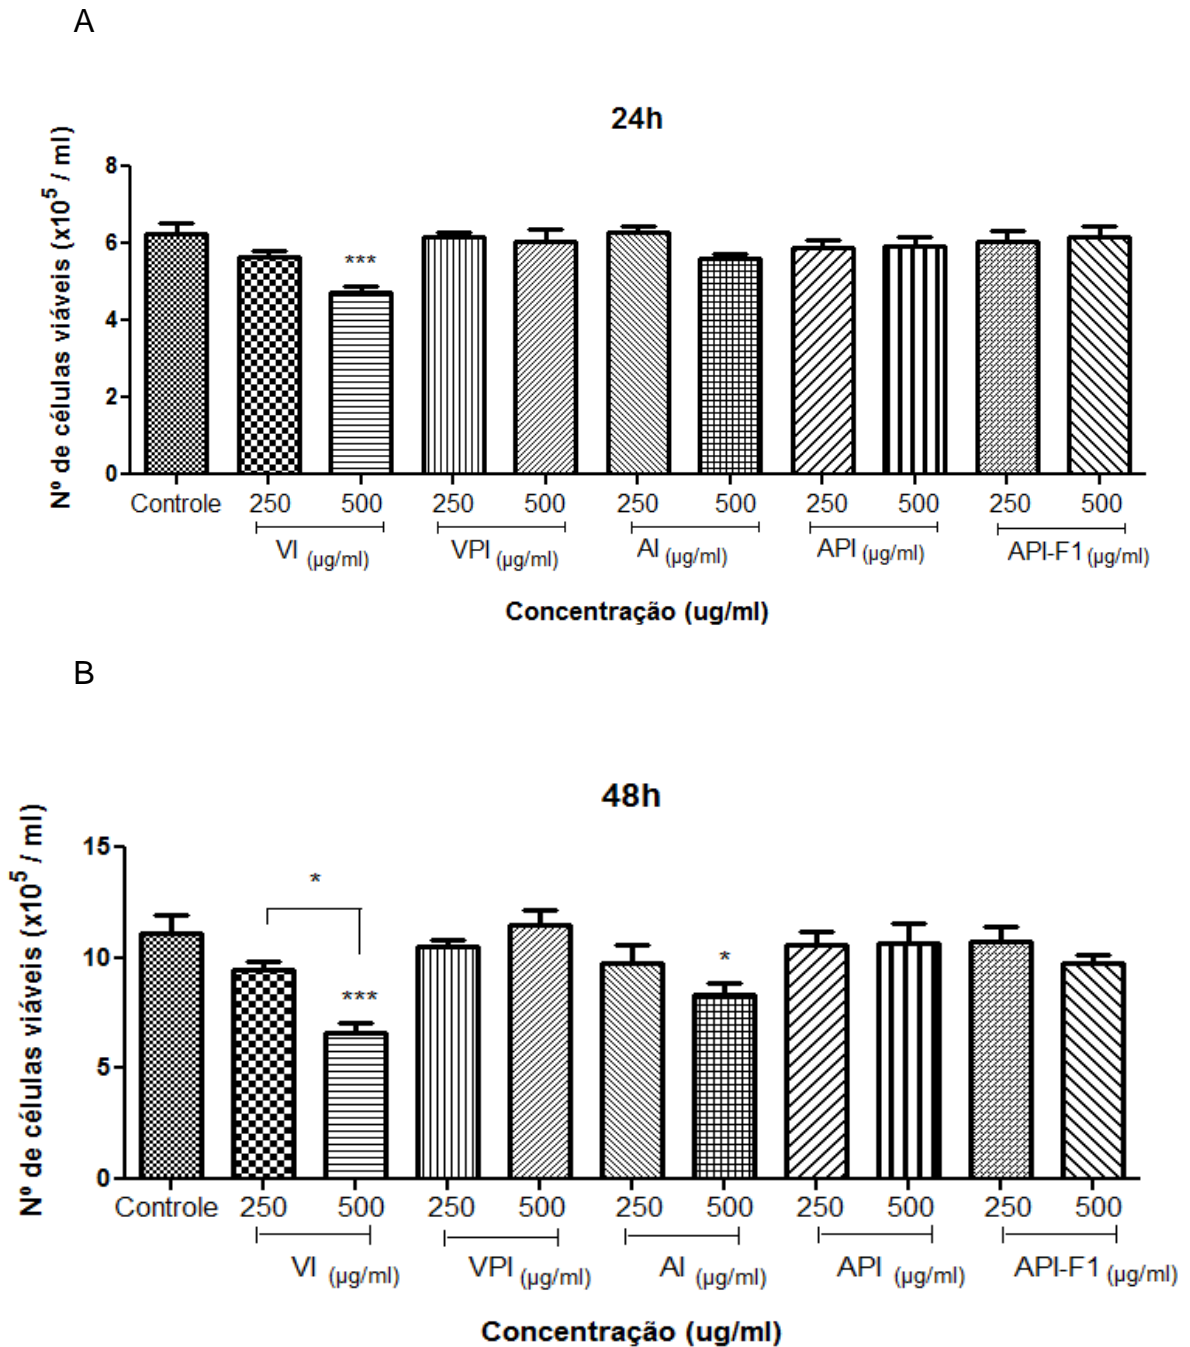 A
24h
Nº de células viáveis (x10⁵ / ml)
8
6
4
2
0
***
Controle 250 500 250 500 250 500 250 500 250 500
VI (µg/ml) VPI (µg/ml) AI (µg/ml) API (µg/ml) API-F1 (µg/ml)
Concentração (ug/ml)
B
48h
Nº de células viáveis (x10⁵ / ml)
15
10
5
0
*
***
*
Controle 250 500 250 500 250 500 250 500 250 500
VI (µg/ml) VPI (µg/ml) AI (µg/ml) API (µg/ml) API-F1 (µg/ml)
Concentração (ug/ml)